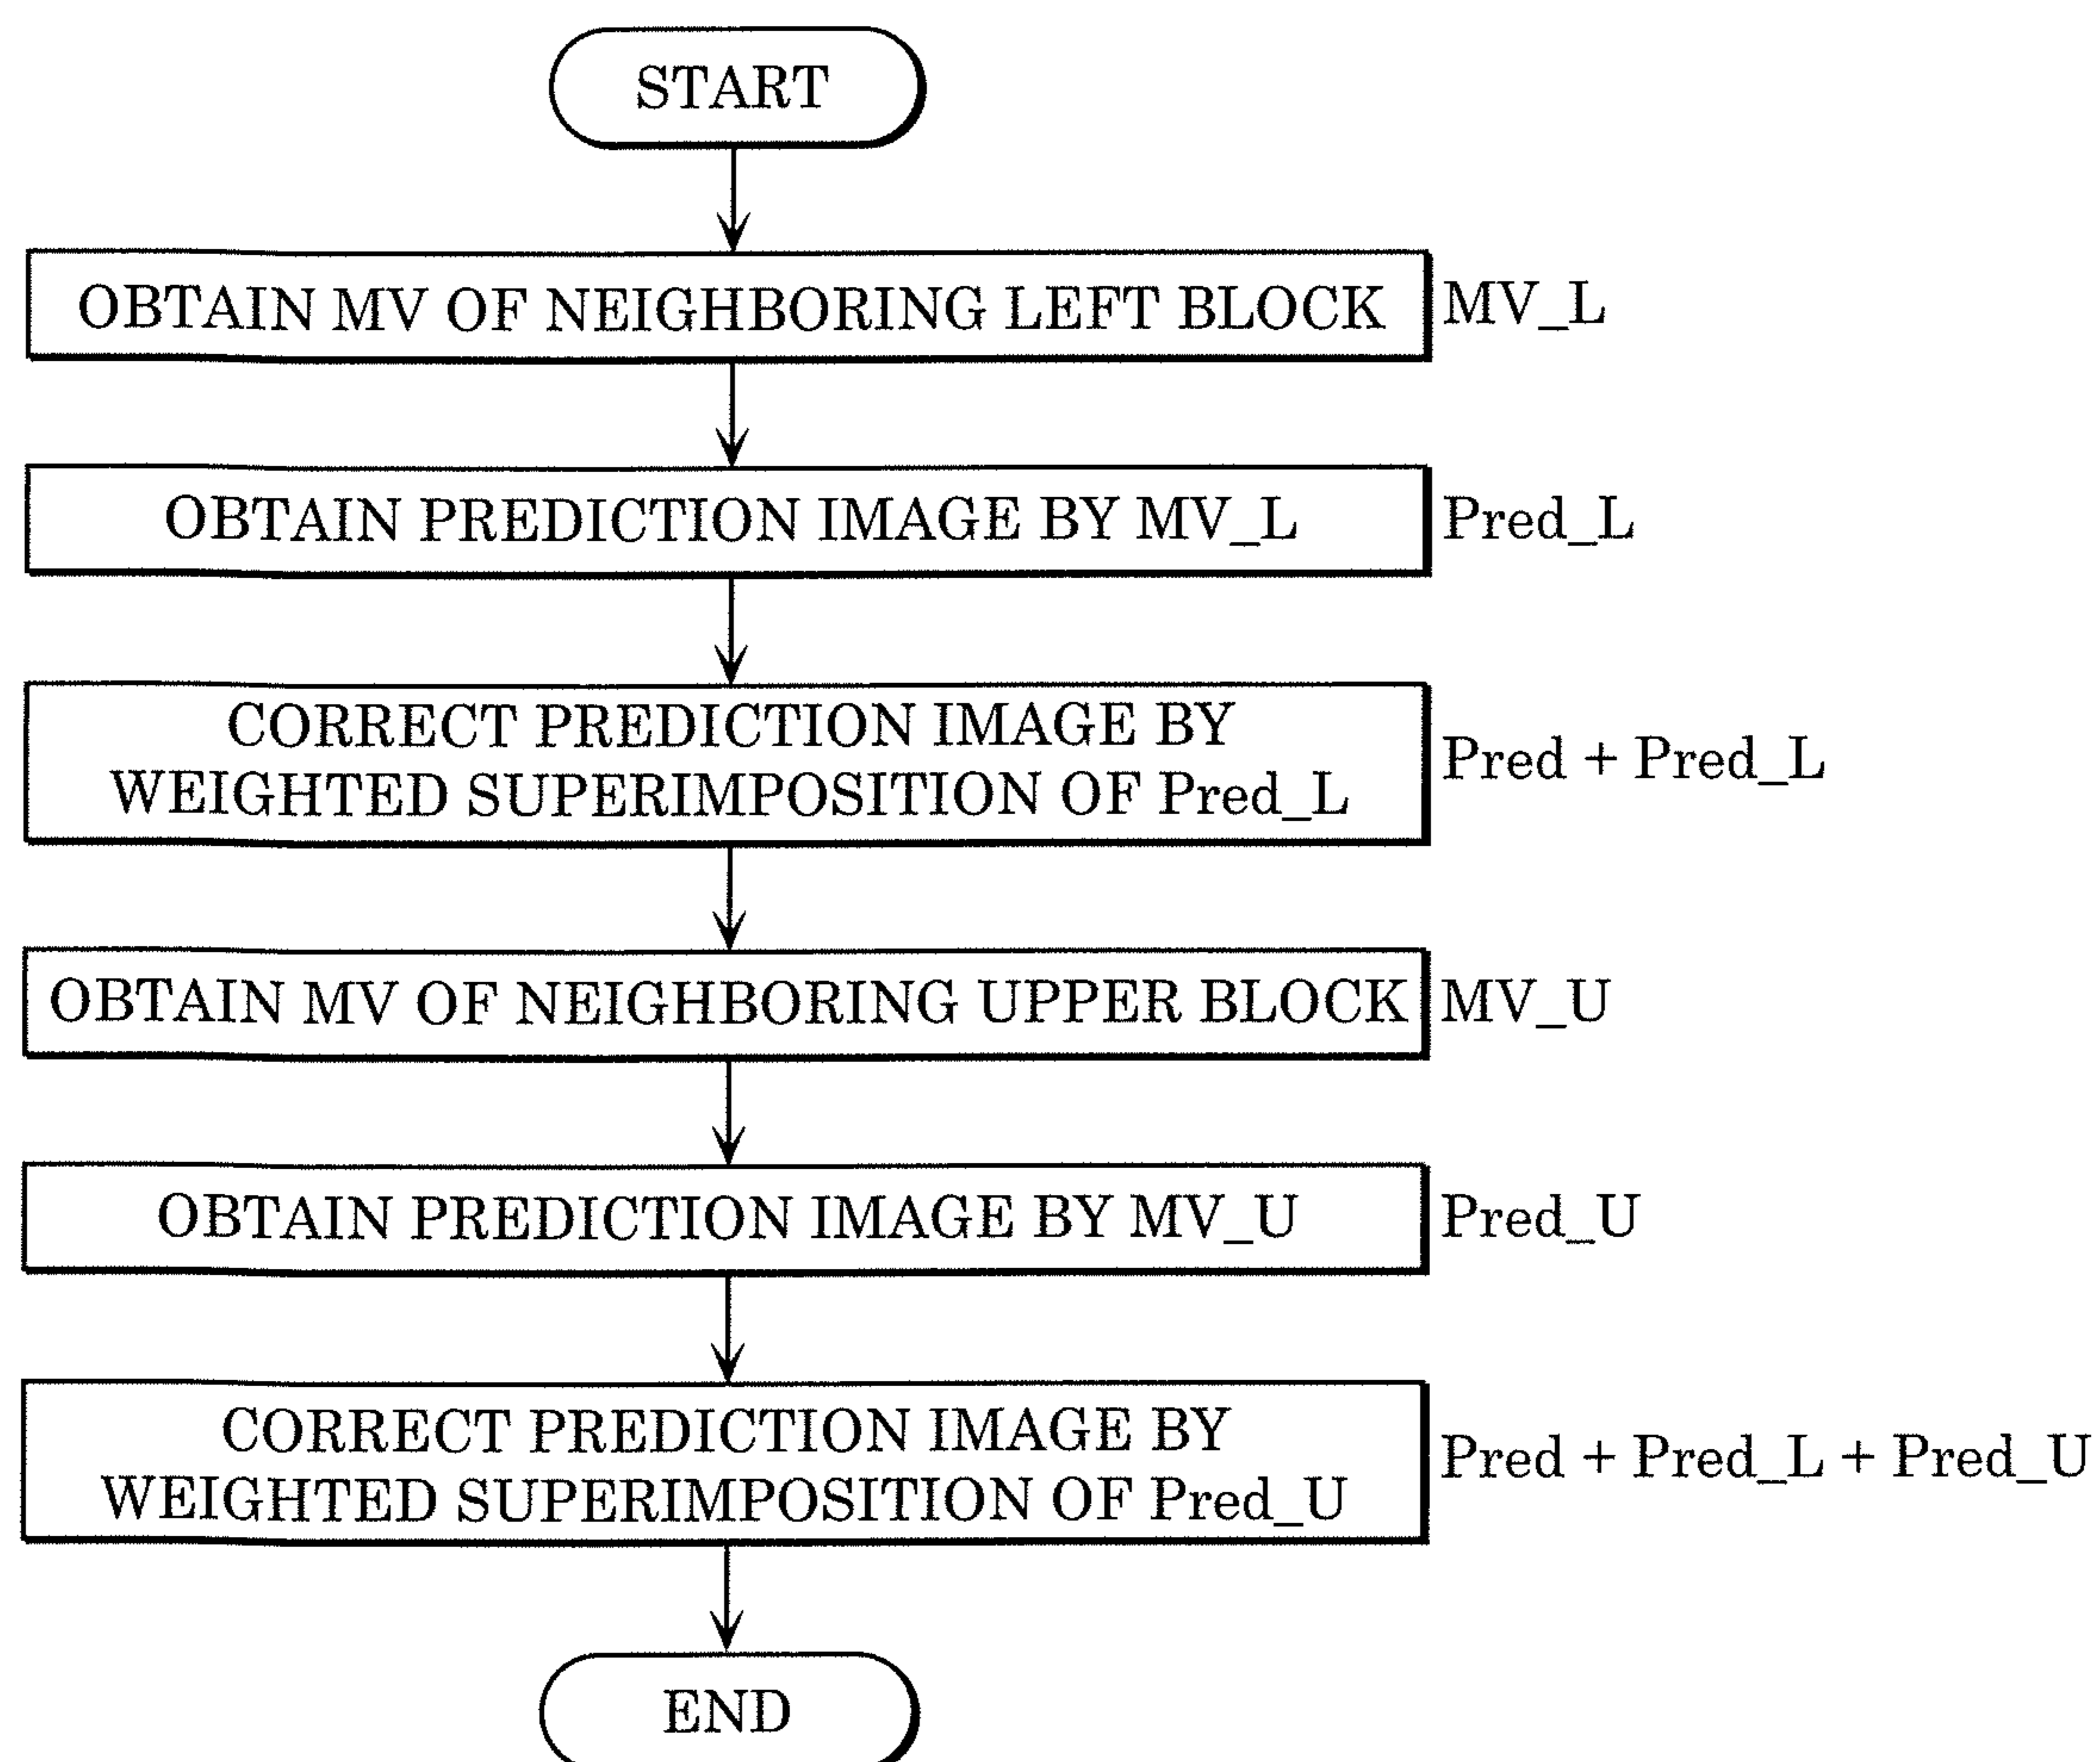 START
OBTAIN MV OF NEIGHBORING LEFT BLOCK
MV_L
OBTAIN PREDICTION IMAGE BY MV_L
Pred_L
CORRECT PREDICTION IMAGE BY
WEIGHTED SUPERIMPOSITION OF Pred_L
Pred + Pred_L
OBTAIN MV OF NEIGHBORING UPPER BLOCK
MV_U
OBTAIN PREDICTION IMAGE BY MV_U
Pred_U
CORRECT PREDICTION IMAGE BY
WEIGHTED SUPERIMPOSITION OF Pred_U
Pred + Pred_L + Pred_U
END